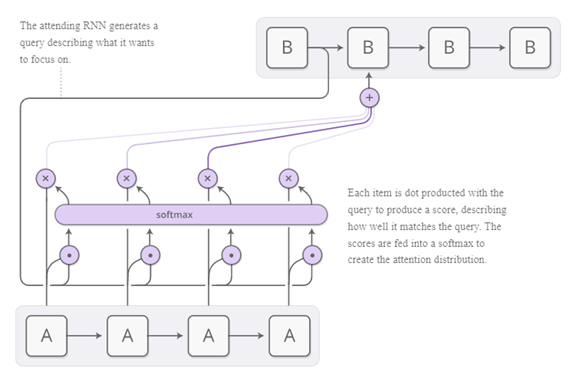 The attending RNN generates a
query describing what it wants
to focus on.
B B B B
+
× × × ×
softmax
Each item is dot producted with the
query to produce a score, describing
how well it matches the query. The
scores are fed into a softmax to
create the attention distribution.
A A A A